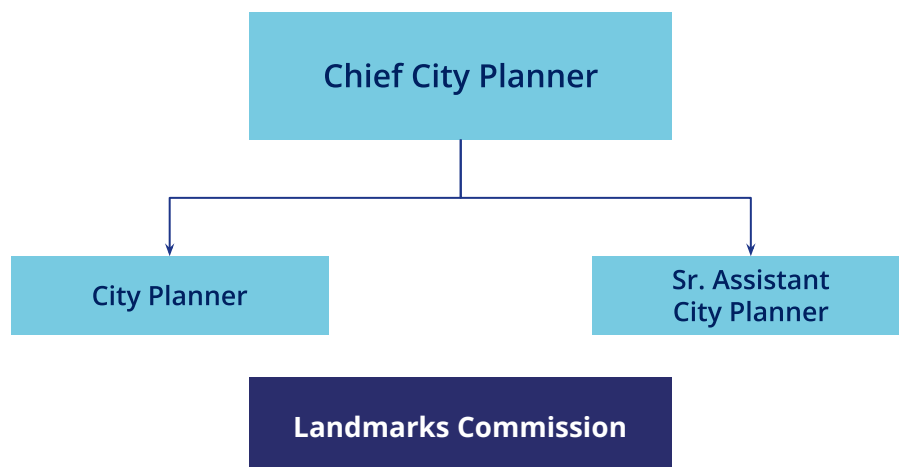 Chief City Planner
City Planner
Sr. Assistant
City Planner
Landmarks Commission